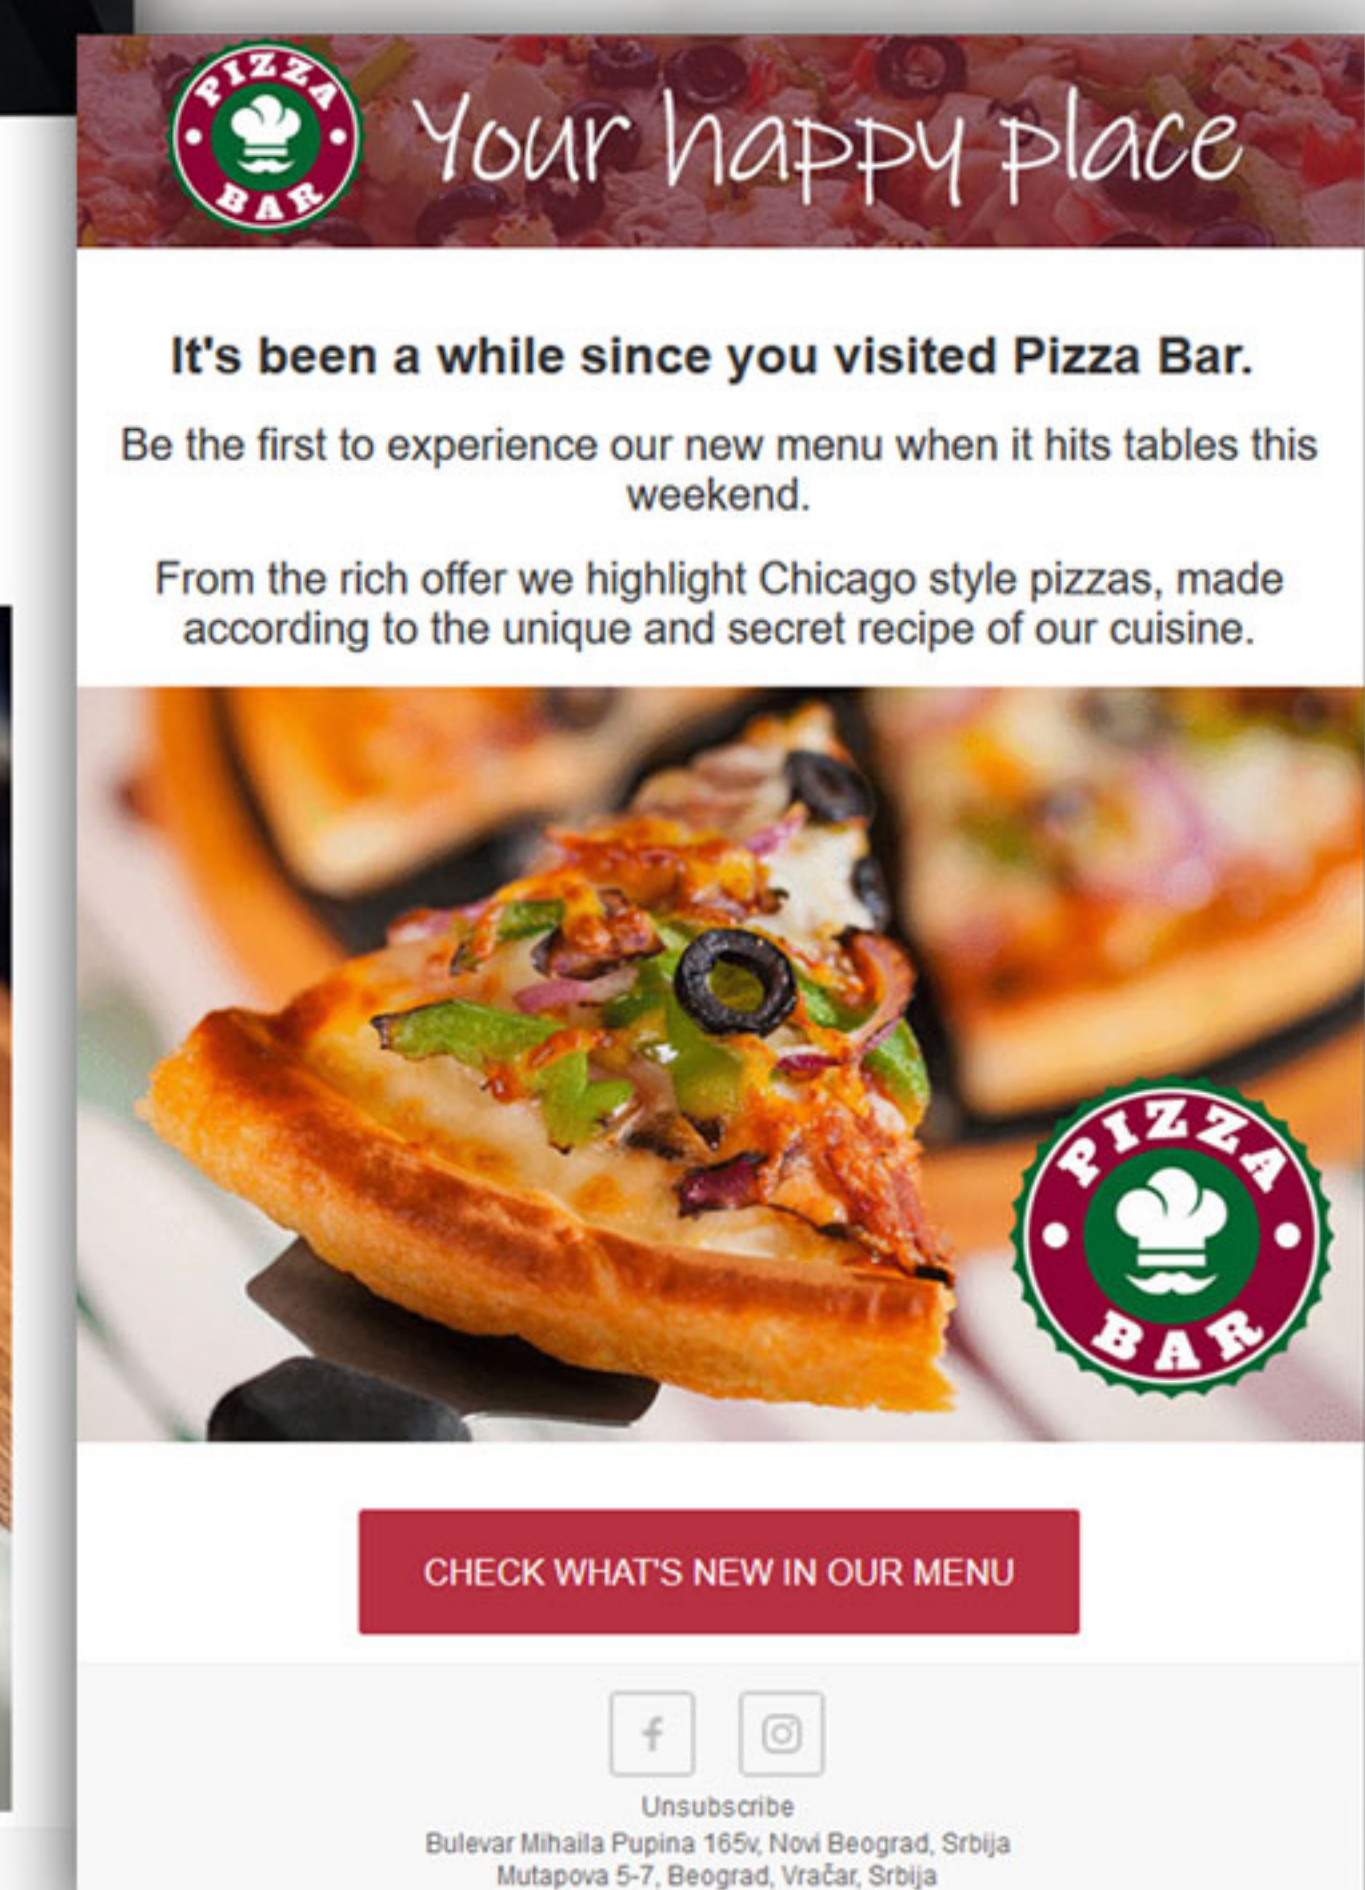 PIZZA
BAR
Your happy place
It's been a while since you visited Pizza Bar.
Be the first to experience our new menu when it hits tables this
weekend.
From the rich offer we highlight Chicago style pizzas, made
according to the unique and secret recipe of our cuisine.
PIZZA
BAR
CHECK WHAT'S NEW IN OUR MENU
f
Unsubscribe
Bulevar Mihaila Pupina 165v, Novi Beograd, Srbija
Mutapova 5-7, Beograd, Vračar, Srbija